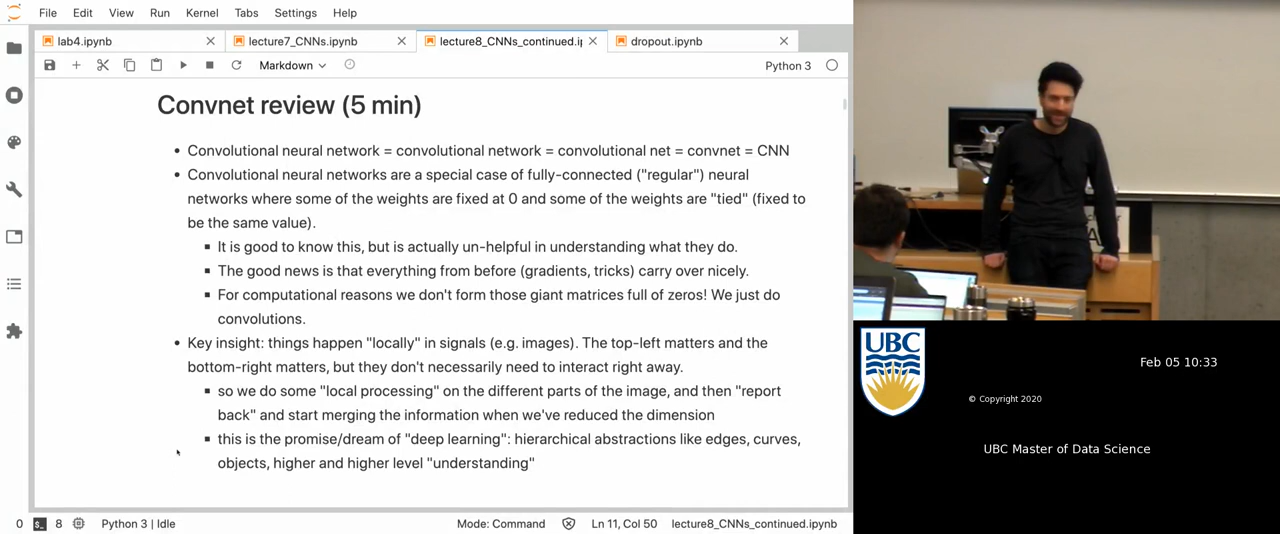 File Edit View Run Kernel Tabs Settings Help
lab4.ipynb lecture7_CNNs.ipynb lecture8_CNNs_continued.i dropout.ipynb
Markdown Python 3
Convnet review (5 min)
• Convolutional neural network = convolutional network = convolutional net = convnet = CNN
• Convolutional neural networks are a special case of fully-connected ("regular") neural
networks where some of the weights are fixed at 0 and some of the weights are "tied" (fixed to
be the same value).
▪ It is good to know this, but is actually un-helpful in understanding what they do.
▪ The good news is that everything from before (gradients, tricks) carry over nicely.
▪ For computational reasons we don't form those giant matrices full of zeros! We just do
convolutions.
• Key insight: things happen "locally" in signals (e.g. images). The top-left matters and the
bottom-right matters, but they don't necessarily need to interact right away.
▪ so we do some "local processing" on the different parts of the image, and then "report
back" and start merging the information when we've reduced the dimension
▪ this is the promise/dream of "deep learning": hierarchical abstractions like edges, curves,
objects, higher and higher level "understanding"
0 8 Python 3 | Idle Mode: Command Ln 11, Col 50 lecture8_CNNs_continued.ipynb
UBC
Feb 05 10:33
© Copyright 2020
UBC Master of Data Science